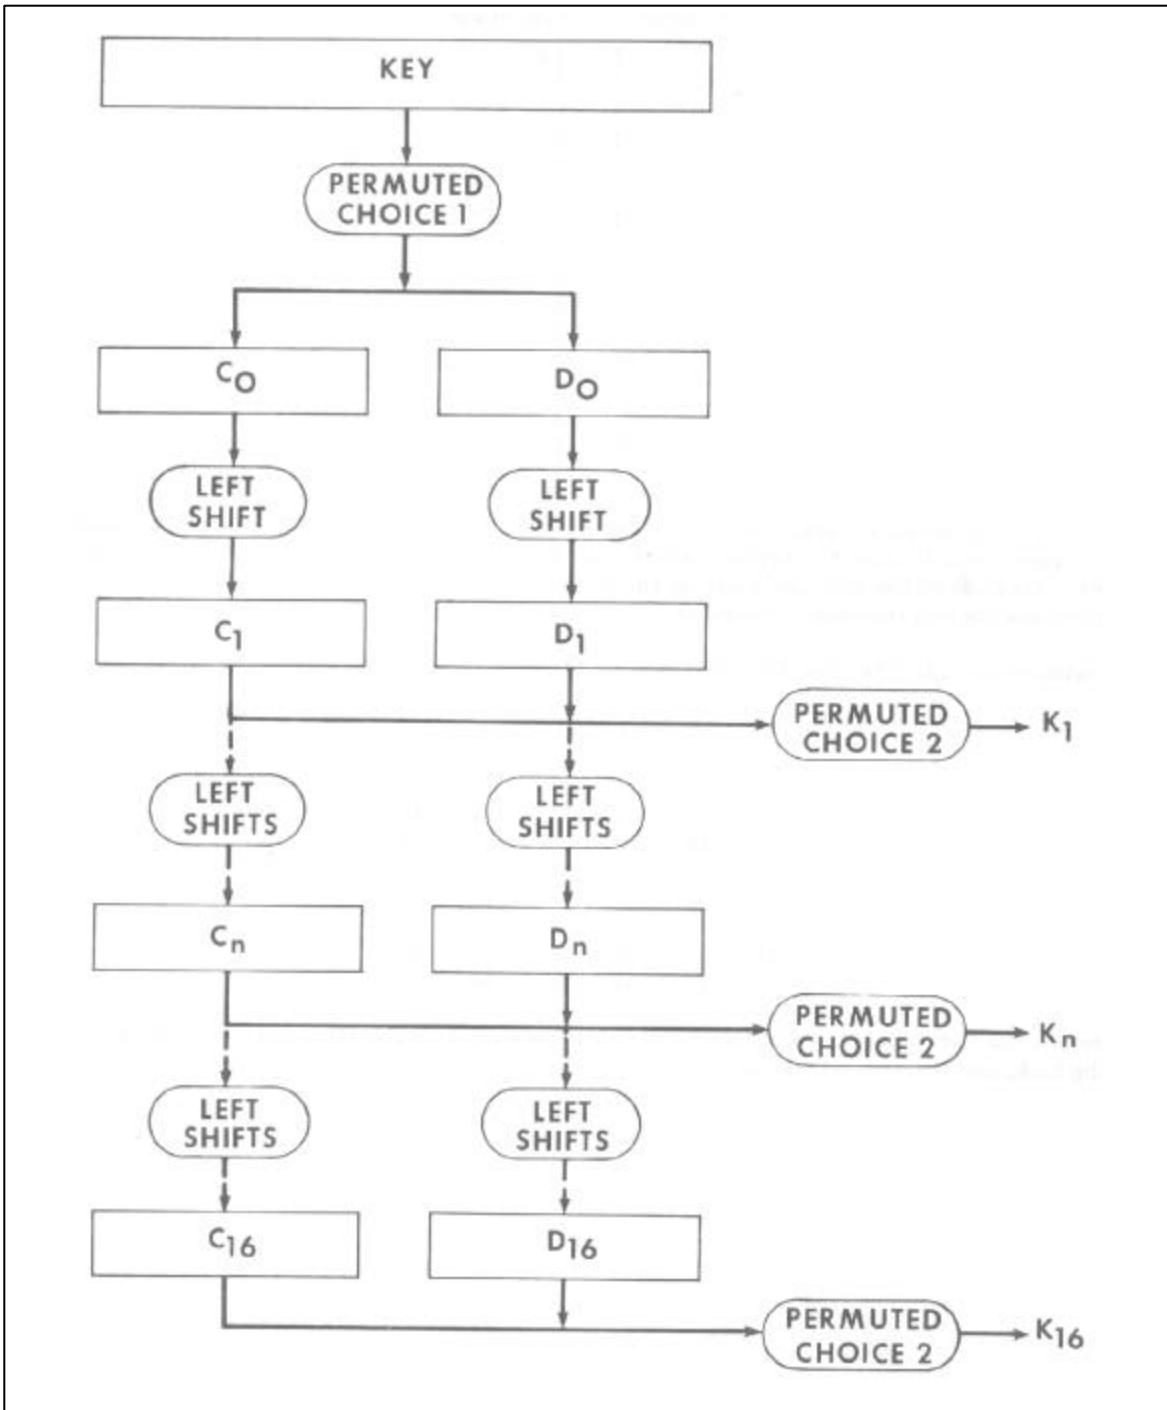 KEY
PERMUTED
CHOICE 1
C0
D0
LEFT
SHIFT
LEFT
SHIFT
C1
D1
PERMUTED
CHOICE 2
K1
LEFT
SHIFTS
LEFT
SHIFTS
Cn
Dn
PERMUTED
CHOICE 2
Kn
LEFT
SHIFTS
LEFT
SHIFTS
C16
D16
PERMUTED
CHOICE 2
K16